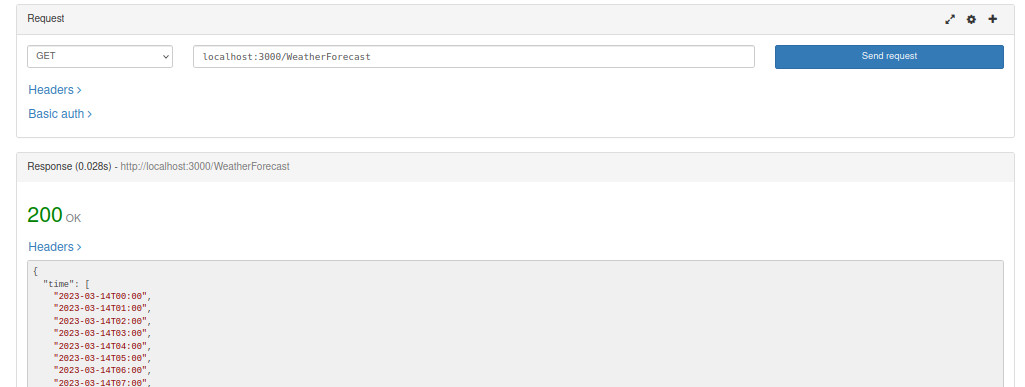 Request
GET
localhost:3000/WeatherForecast
Send request
Headers >
Basic auth >
Response (0.028s) - http://localhost:3000/WeatherForecast
200 OK
Headers >
{
"time": [
"2023-03-14T00:00",
"2023-03-14T01:00",
"2023-03-14T02:00",
"2023-03-14T03:00",
"2023-03-14T04:00",
"2023-03-14T05:00",
"2023-03-14T06:00",
"2023-03-14T07:00",